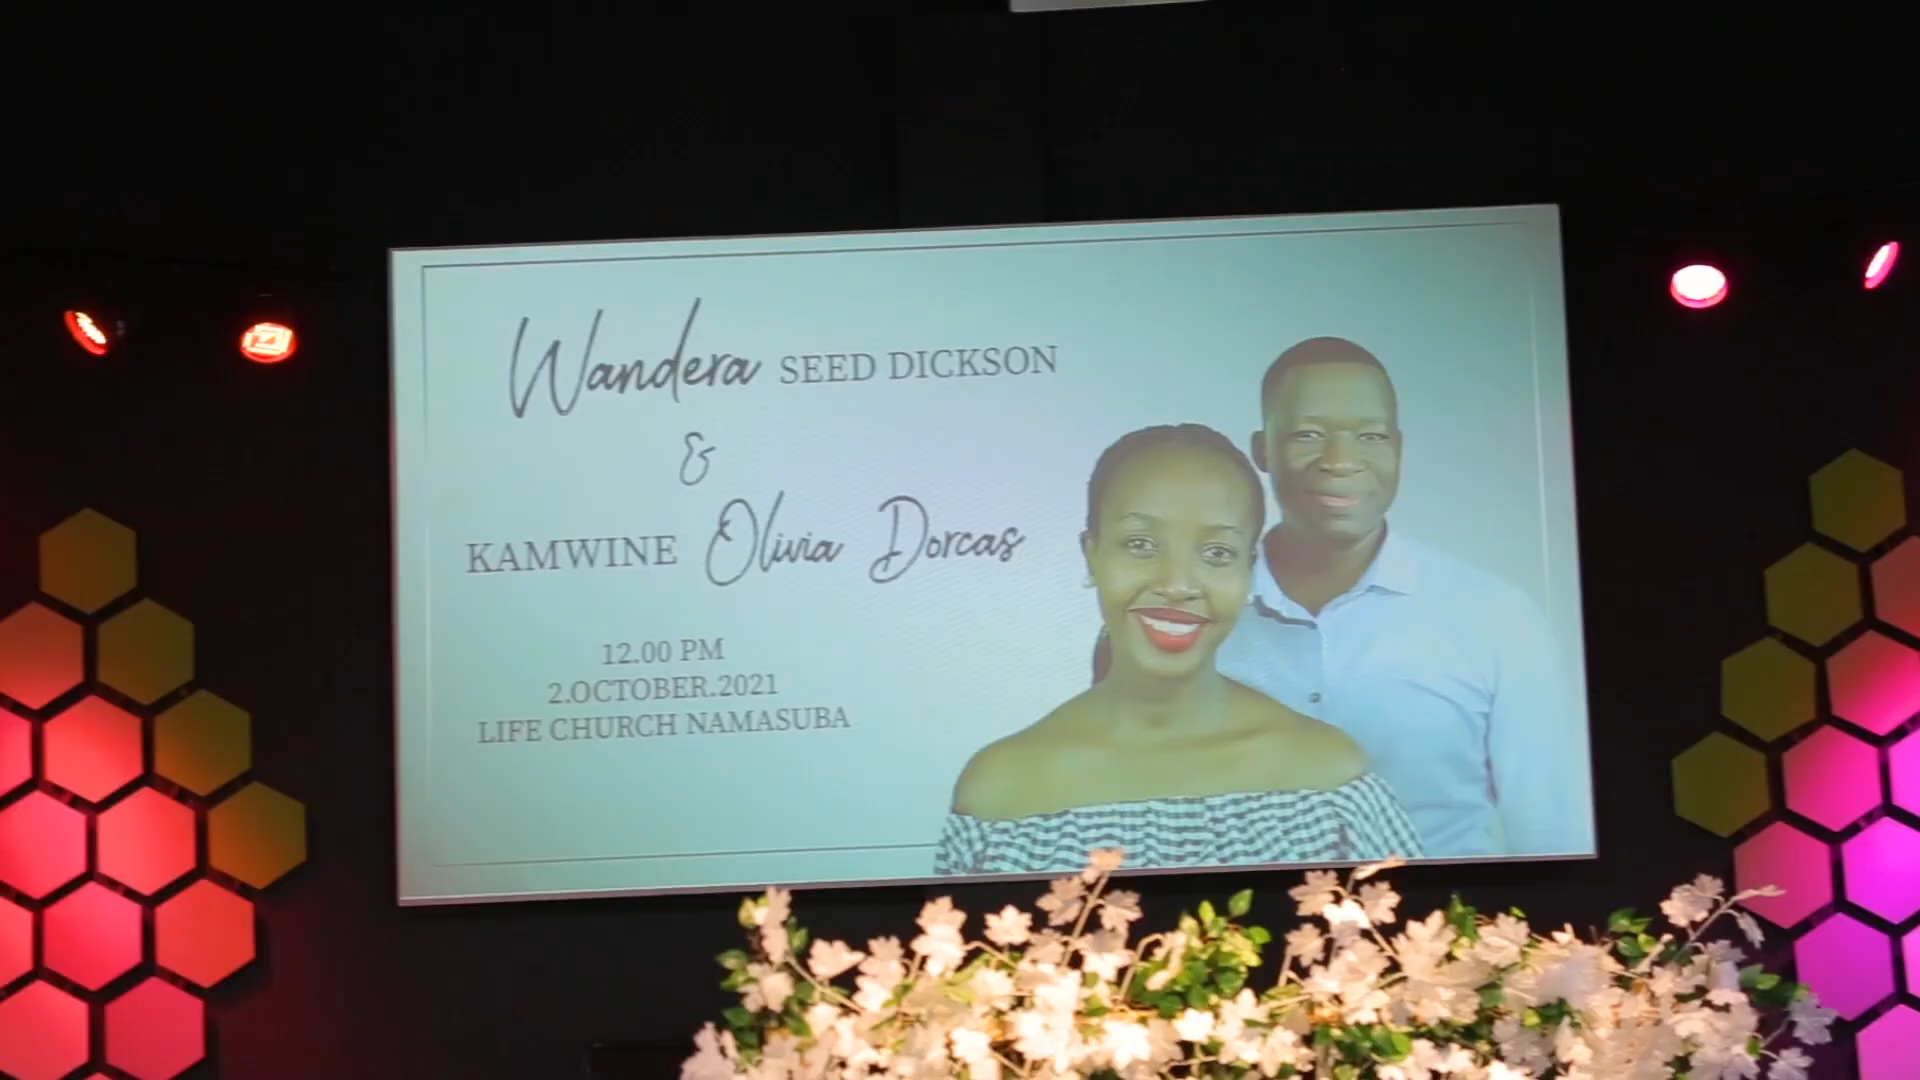 Wandera SEED DICKSON
&
KAMWINE Olivia Dorcas
12.00 PM
2.OCTOBER.2021
LIFE CHURCH NAMASUBA